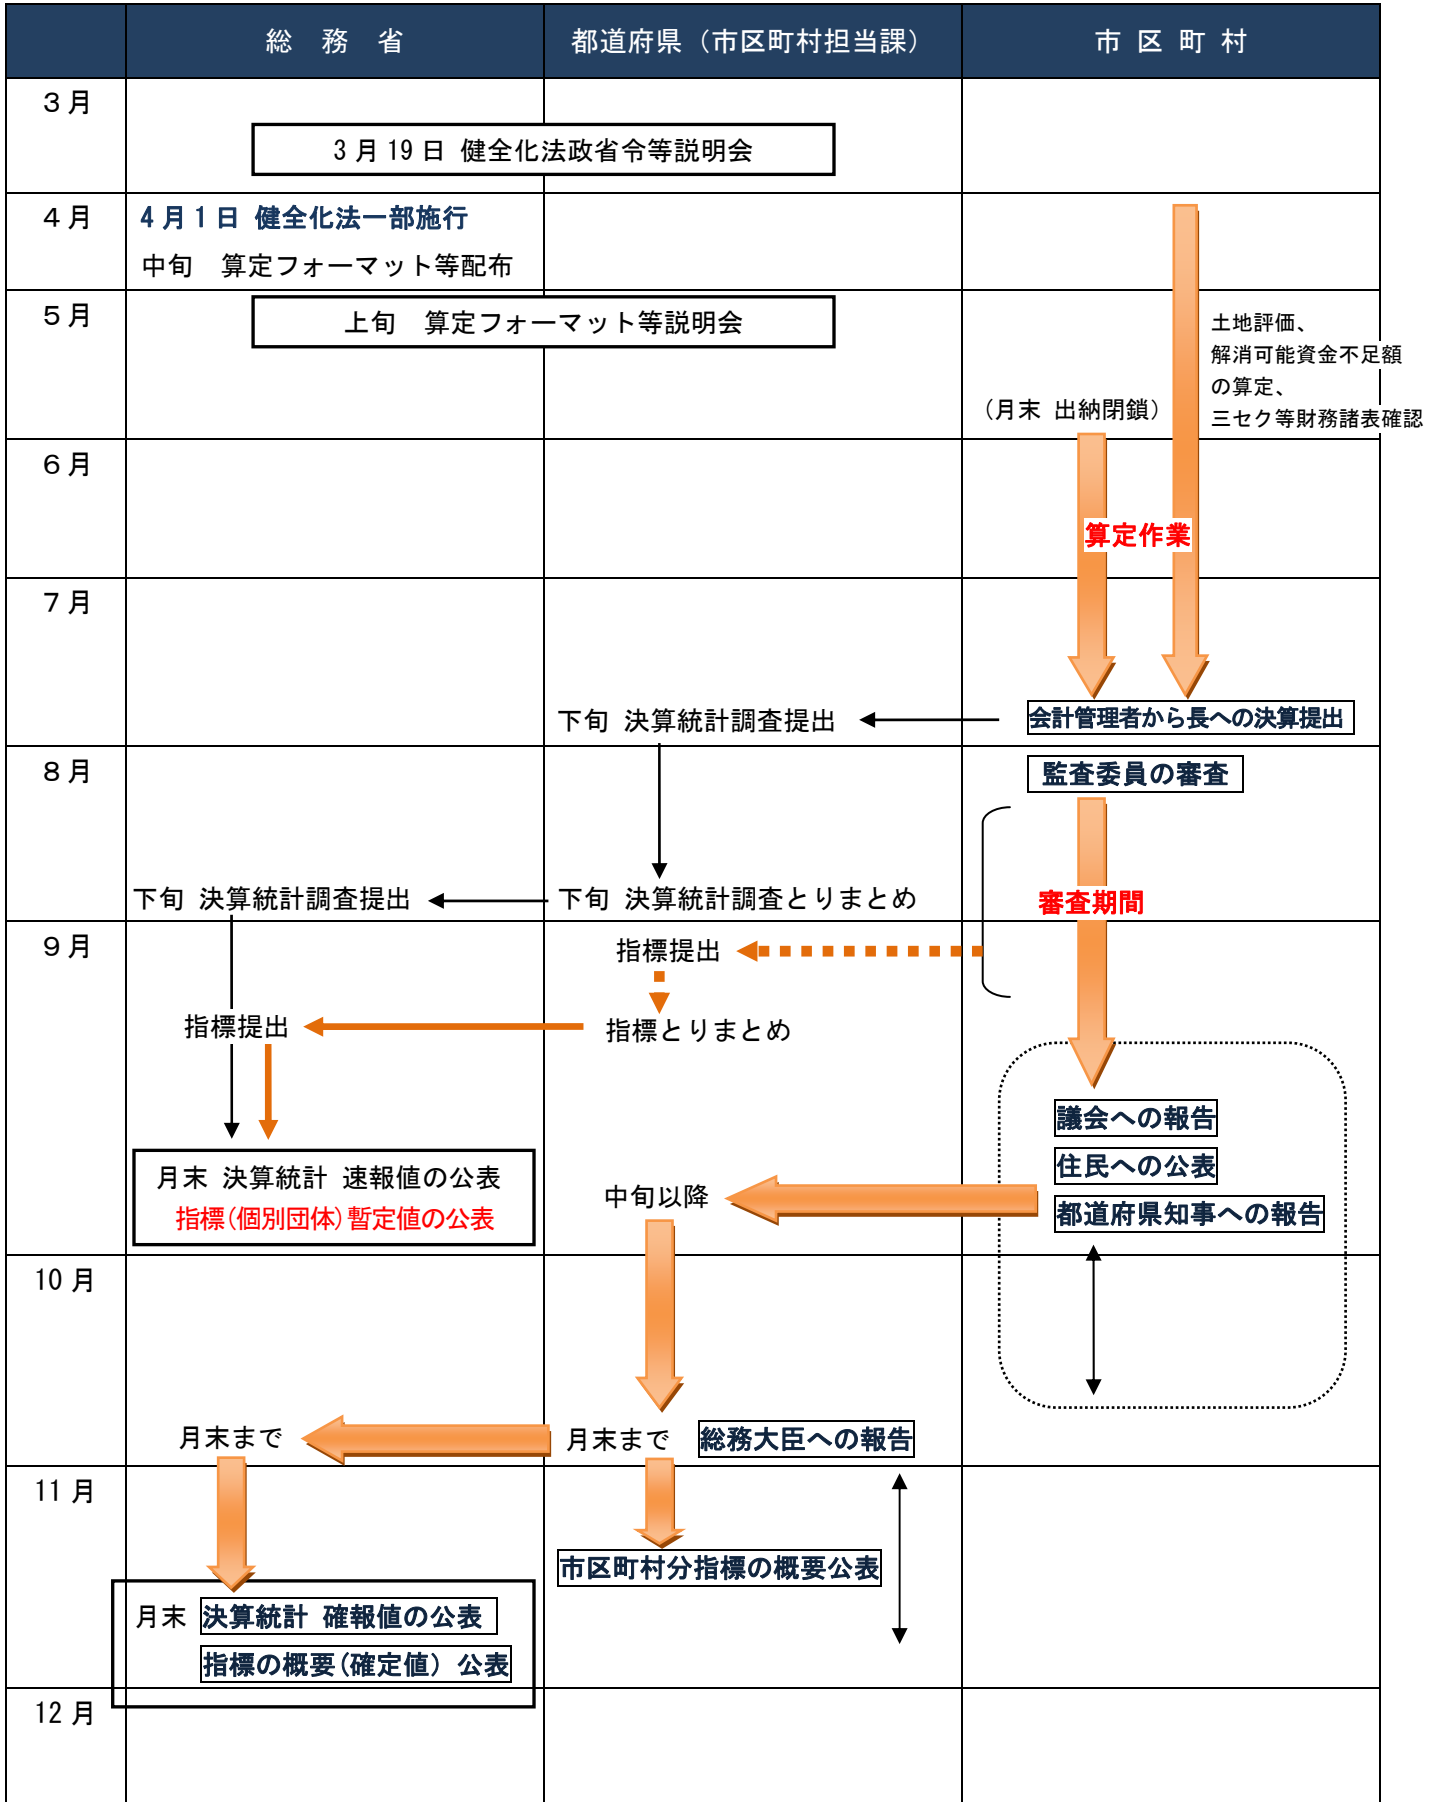 総務省
都道府県（市区町村担当課）
市区町村
３月
3月19日 健全化法政省令等説明会
４月
4月1日 健全化法一部施行
中旬　算定フォーマット等配布
５月
上旬　算定フォーマット等説明会
土地評価、
解消可能資金不足額
の算定、
三セク等財務諸表確認
（月末 出納閉鎖）
６月
算定作業
７月
下旬 決算統計調査提出
会計管理者から長への決算提出
８月
監査委員の審査
下旬 決算統計調査提出
下旬 決算統計調査とりまとめ
審査期間
９月
指標提出
指標提出
指標とりまとめ
議会への報告
住民への公表
都道府県知事への報告
月末 決算統計 速報値の公表
指標(個別団体)暫定値の公表
中旬以降
10月
月末まで
月末まで
総務大臣への報告
11月
市区町村分指標の概要公表
月末 決算統計 確報値の公表
指標の概要(確定値）公表
12月